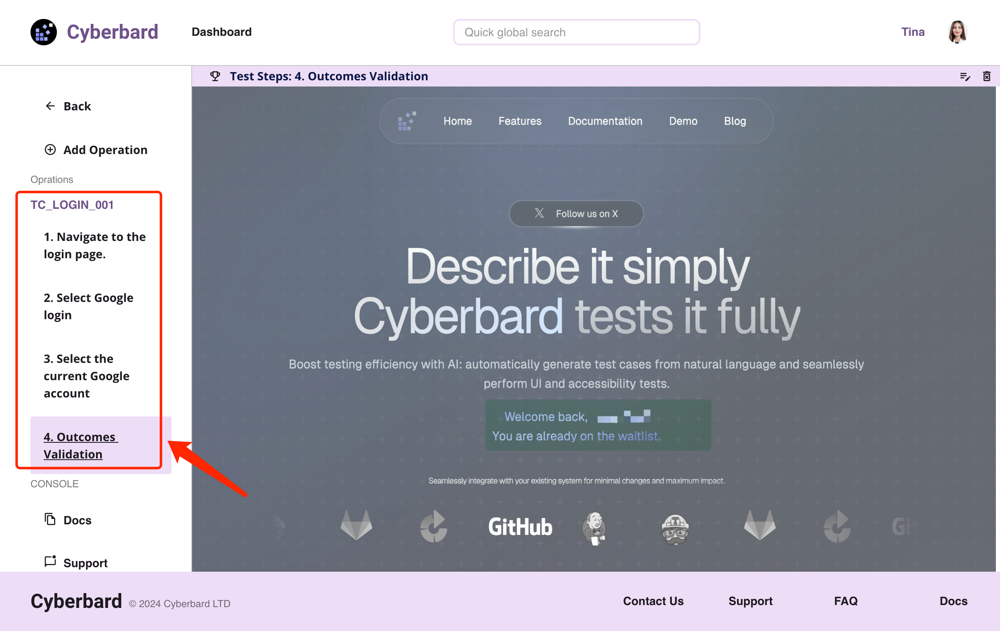 Cyberbard
Dashboard
Quick global search
Tina
Test Steps: 4. Outcomes Validation
Back
Add Operation
Oprations
TC_LOGIN_001
1. Navigate to the
login page.
2. Select Google
login
3. Select the
current Google
account
4. Outcomes
Validation
CONSOLE
Docs
Support
Home
Features
Documentation
Demo
Blog
Follow us on X
Describe it simply
Cyberbard tests it fully
Boost testing efficiency with AI: automatically generate test cases from natural language and seamlessly
perform UI and accessibility tests.
Welcome back,
You are already on the waitlist.
Seamlessly integrate with your existing system for minimal changes and maximum impact.
GitHub
T
Git
Cyberbard © 2024 Cyberbard LTD
Contact Us
Support
FAQ
Docs